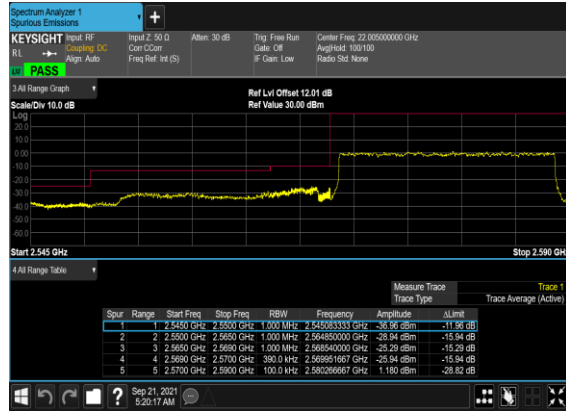 Spectrum Analyzer 1
Spurious Emissions
+
KEYSIGHT Input: RF Input Z: 50 Ω Atten: 30 dB Trig: Free Run Center Freq: 22.005000000 GHz
RL Coupling: DC Corr CCorr Gate: Off Avg|Hold: 100/100
Align: Auto Freq Ref: Int (S) IF Gain: Low Radio Std: None
PASS
3 All Range Graph Ref Lvl Offset 12.01 dB
Scale/Div 10.0 dB Ref Value 30.00 dBm
Log
20.0
10.0
0.00
-10.0
-20.0
-30.0
-40.0
-50.0
-60.0
Start 2.545 GHz Stop 2.590 GH
4 All Range Table
Measure Trace Trace 1
Trace Type Trace Average (Active)
Spur Range Start Freq Stop Freq RBW Frequency Amplitude ΔLimit
1 1 2.5450 GHz 2.5500 GHz 1.000 MHz 2.545083333 GHz -36.96 dBm -11.96 dB
2 2 2.5500 GHz 2.5650 GHz 1.000 MHz 2.564850000 GHz -28.94 dBm -15.94 dB
3 3 2.5650 GHz 2.5690 GHz 1.000 MHz 2.568540000 GHz -25.29 dBm -15.29 dB
4 4 2.5690 GHz 2.5700 GHz 390.0 kHz 2.569951667 GHz -25.94 dBm -15.94 dB
5 5 2.5700 GHz 2.5900 GHz 100.0 kHz 2.580266667 GHz 1.180 dBm -28.82 dB
? Sep 21, 2021
5:20:17 AM